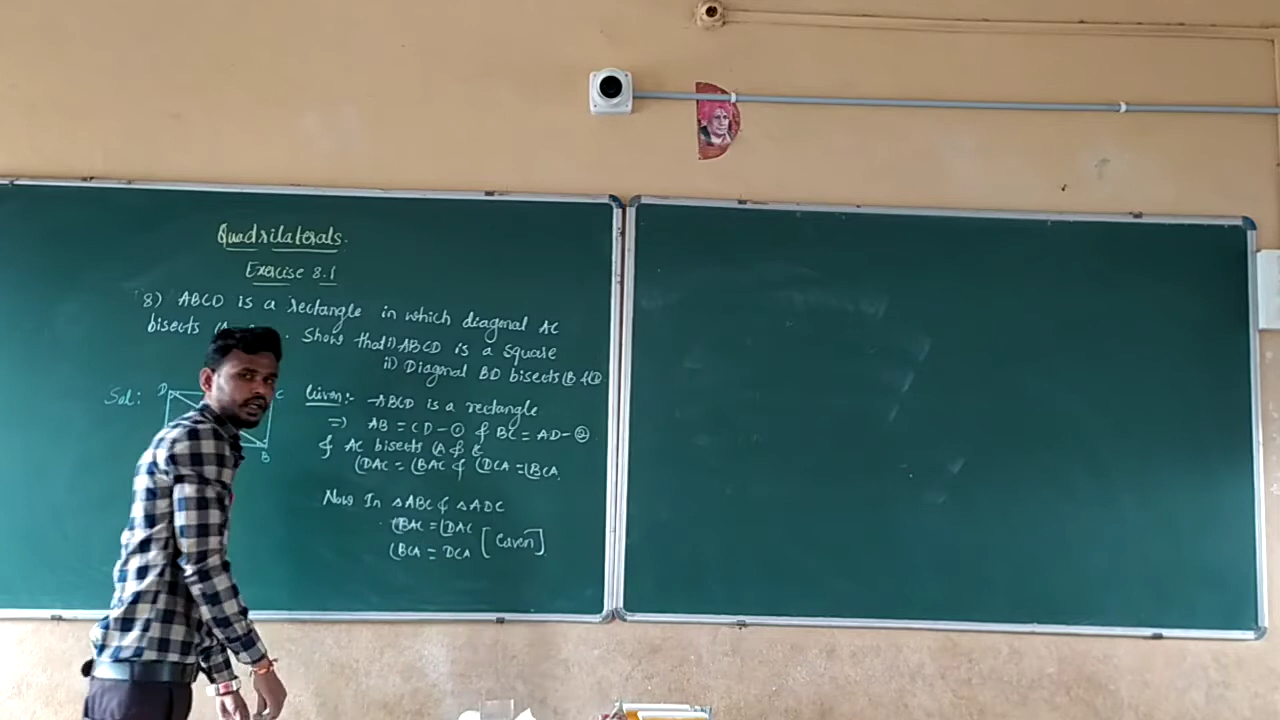 Quadrilaterals.
Exercise 8.1
8) ABCD is a rectangle in which diagonal AC
bisects . Show that i) ABCD is a square
ii) Diagonal BD bisects ∠B & ∠D
Sol: D C B
Given:- ABCD is a rectangle
=) AB = CD - ① & BC = AD - ②
& AC bisects ∠A &
∠DAC = ∠BAC & ∠DCA = ∠BCA.
Now In △ABC & △ADC
∠BAC = ∠DAC
∠BCA = DCA [Given].